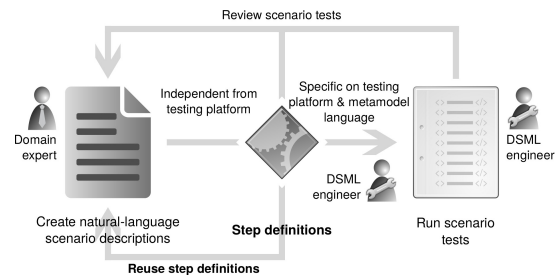 Review scenario tests
Independent from
testing platform
Specific on testing
platform & metamodel
language
Domain
expert
DSML
engineer
DSML
engineer
Create natural-language
scenario descriptions
Step definitions
Run scenario
tests
Reuse step definitions